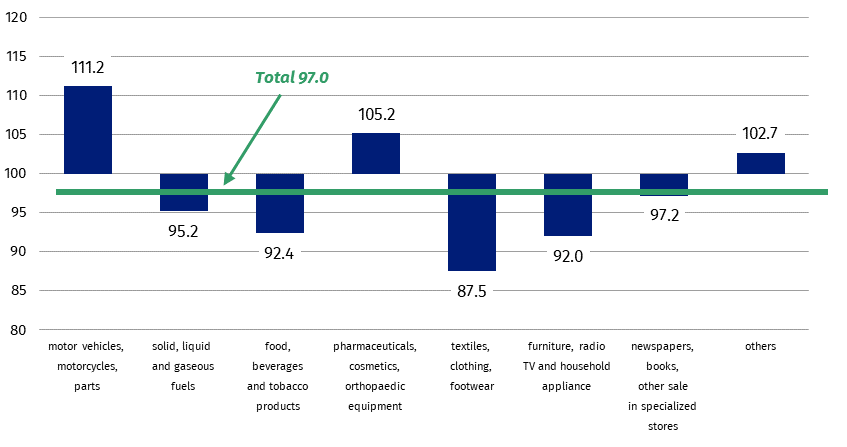 120
115
110
105
100
95
90
85
80
Total 97.0
111.2
95.2
92.4
105.2
87.5
92.0
97.2
102.7
motor vehicles,
motorcycles,
parts
solid, liquid
and gaseous
fuels
food,
beverages
and tobacco
products
pharmaceuticals,
cosmetics,
orthopaedic
equipment
textiles,
clothing,
footwear
furniture, radio
TV and household
appliance
newspapers,
books,
other sale
in specialized
stores
others